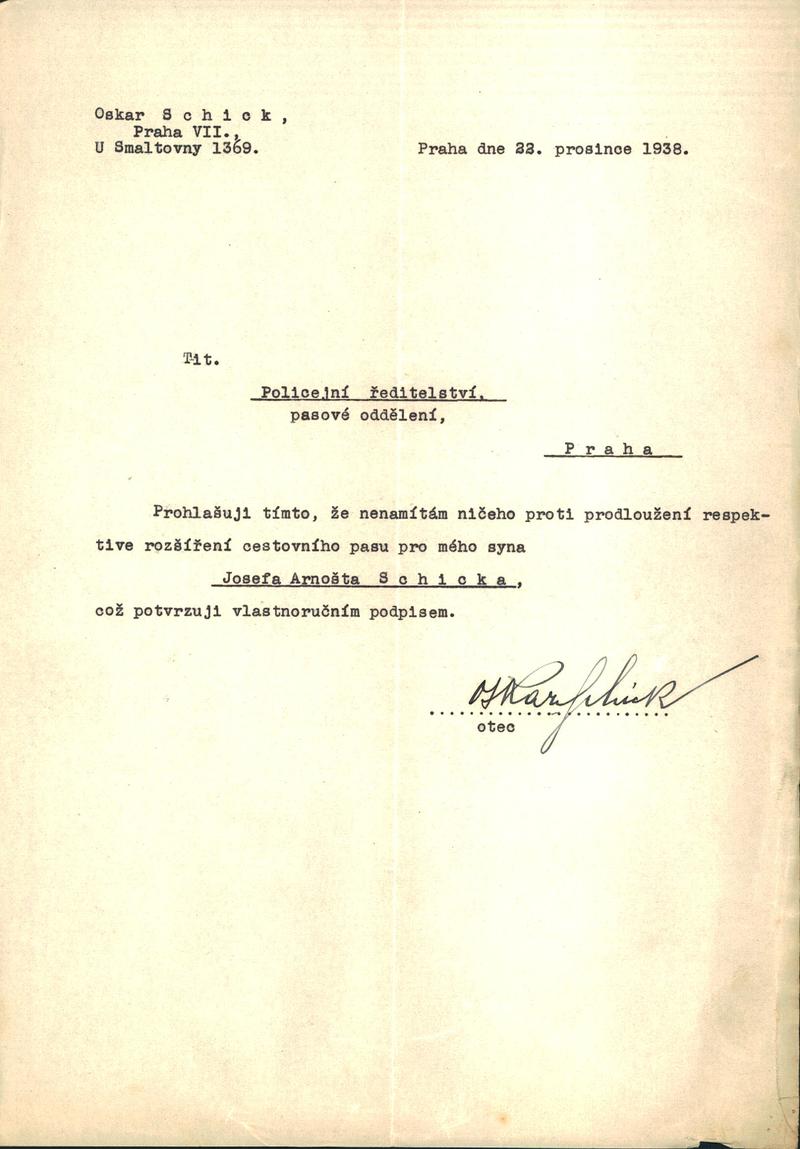 Oskar S c h i c k ,
Praha VII.,
U Smaltovny 1369.
Praha dne 22. prosince 1938.
Tit.
Policejní ředitelství,
pasové oddělení,
P r a h a
Prohlašuji tímto, že nenamítám ničeho proti prodloužení respek-
tive rozšíření cestovního pasu pro mého syna
Josefa Arnošta S c h i c k a ,
což potvrzuji vlastnoručním podpisem.
Oskar Schick
otec